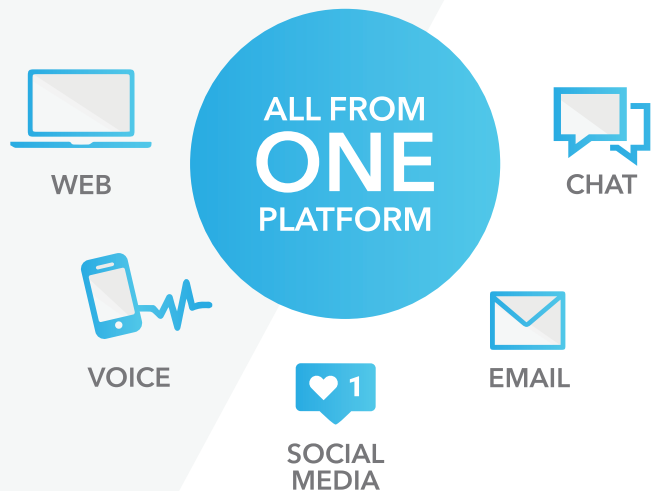 ALL FROM
ONE
PLATFORM
WEB
CHAT
VOICE
EMAIL
1
SOCIAL
MEDIA